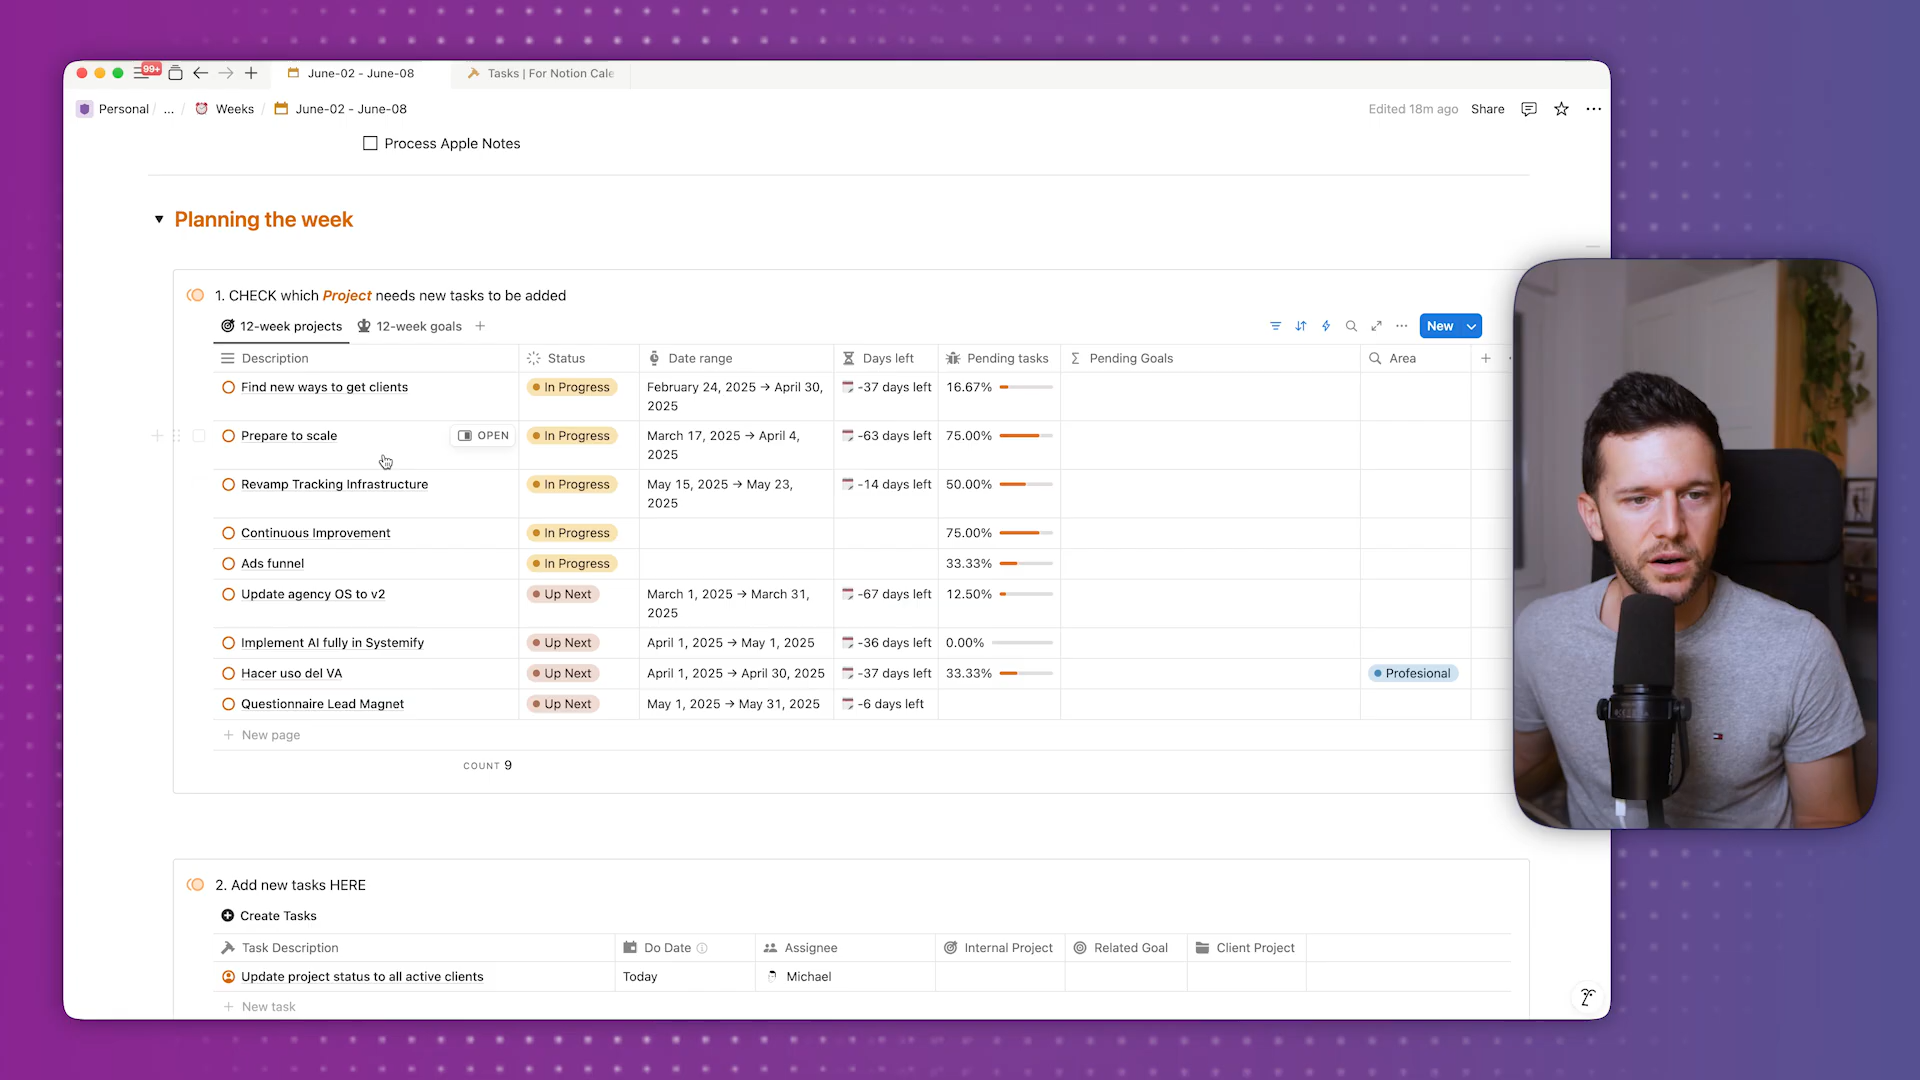 99+
June-02 - June-08
Tasks | For Notion Cale
Personal / ... / Weeks / June-02 - June-08
Edited 18m ago Share
Process Apple Notes
Planning the week
1. CHECK which Project needs new tasks to be added
12-week projects 12-week goals
New
Description Status Date range Days left Pending tasks Pending Goals Area
Find new ways to get clients In Progress February 24, 2025 → April 30, 2025 -37 days left 16.67%
Prepare to scale OPEN In Progress March 17, 2025 → April 4, 2025 -63 days left 75.00%
Revamp Tracking Infrastructure In Progress May 15, 2025 → May 23, 2025 -14 days left 50.00%
Continuous Improvement In Progress 75.00%
Ads funnel In Progress 33.33%
Update agency OS to v2 Up Next March 1, 2025 → March 31, 2025 -67 days left 12.50%
Implement AI fully in Systemify Up Next April 1, 2025 → May 1, 2025 -36 days left 0.00%
Hacer uso del VA Up Next April 1, 2025 → April 30, 2025 -37 days left 33.33% Profesional
Questionnaire Lead Magnet Up Next May 1, 2025 → May 31, 2025 -6 days left
New page
COUNT 9
2. Add new tasks HERE
Create Tasks
Task Description Do Date Assignee Internal Project Related Goal Client Project
Update project status to all active clients Today Michael
New task